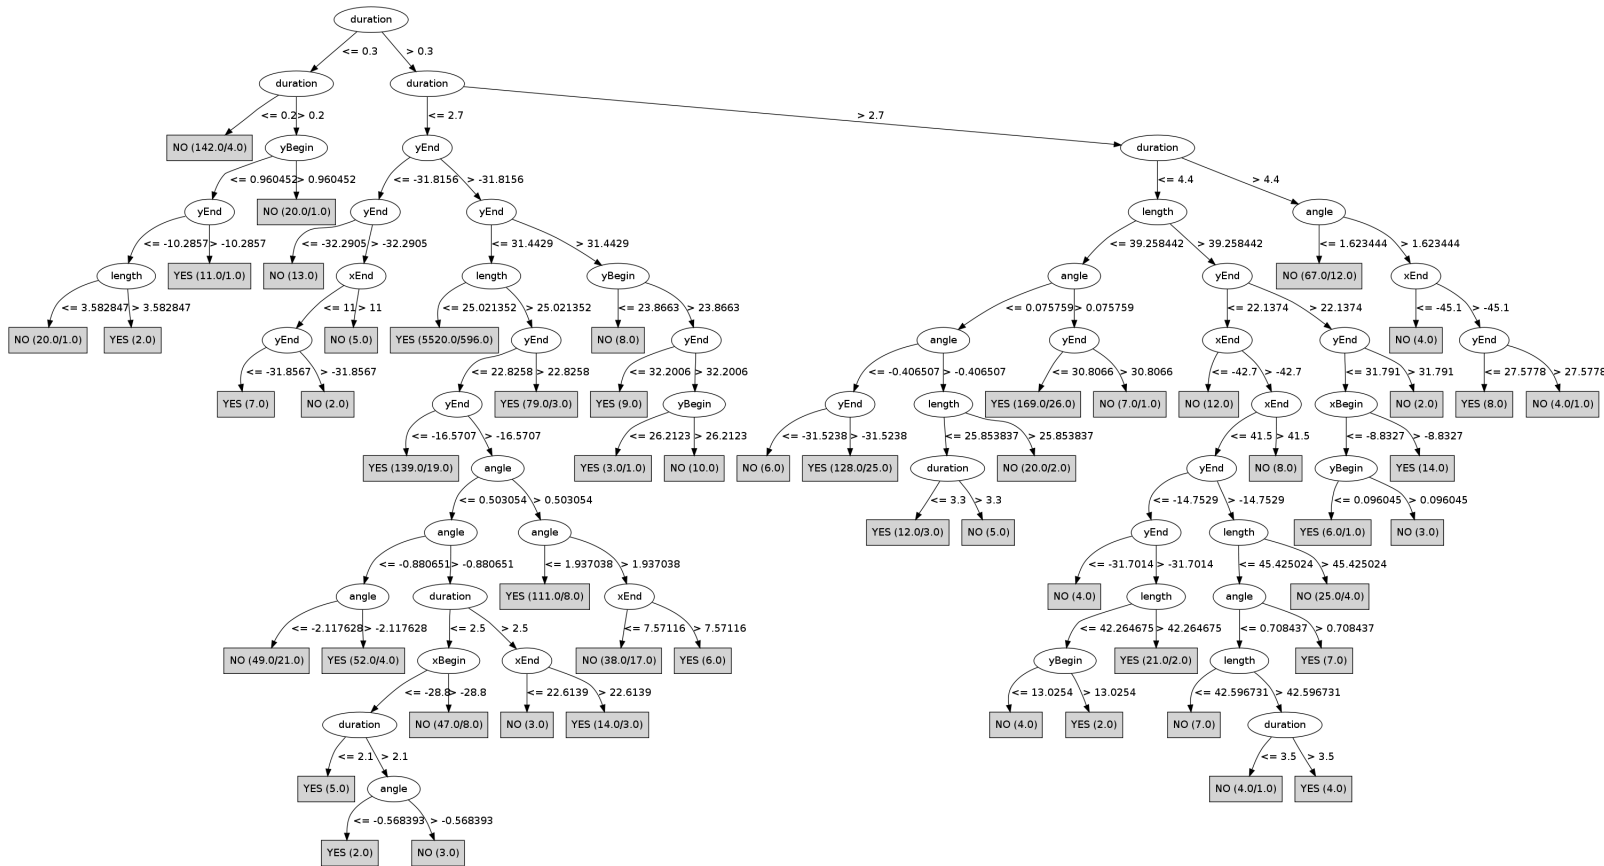 duration
<= 0.3 > 0.3
duration duration
<= 0.2 > 0.2 <= 2.7 > 2.7
NO (142.0/4.0) yBegin yEnd duration
<= 0.960452 > 0.960452 <= -31.8156 > -31.8156 <= 4.4 > 4.4
yEnd NO (20.0/1.0) yEnd yEnd length angle
<= -10.2857 > -10.2857 <= -32.2905 > -32.2905 <= 31.4429 > 31.4429 <= 39.258442 > 39.258442 <= 1.623444 > 1.623444
length YES (11.0/1.0) NO (13.0) xEnd length yBegin angle yEnd NO (67.0/12.0) xEnd
<= 3.582847 > 3.582847 <= 11 > 11 <= 25.021352 > 25.021352 <= 23.8663 > 23.8663 <= 0.075759 > 0.075759 <= 22.1374 > 22.1374 <= -45.1 > -45.1
NO (20.0/1.0) YES (2.0) yEnd NO (5.0) YES (5520.0/596.0) yEnd NO (8.0) yEnd angle yEnd xEnd yEnd NO (4.0) yEnd
<= -31.8567 > -31.8567 <= 22.8258 > 22.8258 <= 32.2006 > 32.2006 <= -0.406507 > -0.406507 <= 30.8066 > 30.8066 <= -42.7 > -42.7 <= 31.791 > 31.791 <= 27.5778 > 27.5778
YES (7.0) NO (2.0) yEnd YES (79.0/3.0) YES (9.0) yBegin yEnd length YES (169.0/26.0) NO (7.0/1.0) NO (12.0) xEnd xBegin NO (2.0) YES (8.0) NO (4.0/1.0)
<= -16.5707 > -16.5707 <= 26.2123 > 26.2123 <= -31.5238 > -31.5238 <= 25.853837 > 25.853837 <= 41.5 > 41.5 <= -8.8327 > -8.8327
YES (139.0/19.0) angle YES (3.0/1.0) NO (10.0) NO (6.0) YES (128.0/25.0) duration NO (20.0/2.0) yEnd NO (8.0) yBegin YES (14.0)
<= 0.503054 > 0.503054 <= 3.3 > 3.3 <= -14.7529 > -14.7529 <= 0.096045 > 0.096045
angle angle YES (12.0/3.0) NO (5.0) yEnd length YES (6.0/1.0) NO (3.0)
<= -0.880651 > -0.880651 <= 1.937038 > 1.937038 <= -31.7014 > -31.7014 <= 45.425024 > 45.425024
angle duration YES (111.0/8.0) xEnd NO (4.0) length angle NO (25.0/4.0)
<= -2.117628 > -2.117628 <= 2.5 > 2.5 <= 7.57116 > 7.57116 <= 42.264675 > 42.264675 <= 0.708437 > 0.708437
NO (49.0/21.0) YES (52.0/4.0) xBegin xEnd NO (38.0/17.0) YES (6.0) yBegin YES (21.0/2.0) length YES (7.0)
<= -28.8 > -28.8 <= 22.6139 > 22.6139 <= 13.0254 > 13.0254 <= 42.596731 > 42.596731
duration NO (47.0/8.0) NO (3.0) YES (14.0/3.0) NO (4.0) YES (2.0) NO (7.0) duration
<= 2.1 > 2.1 <= 3.5 > 3.5
YES (5.0) angle NO (4.0/1.0) YES (4.0)
<= -0.568393 > -0.568393
YES (2.0) NO (3.0)